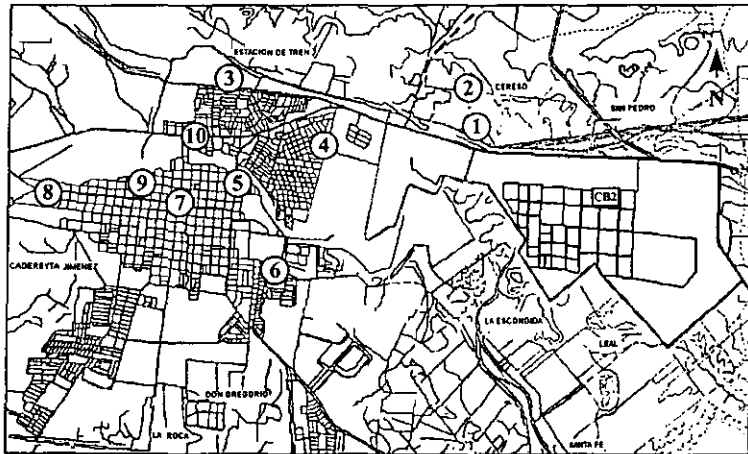 ESTACION DE TREN
3
2
CERESO
SAN PEDRO
N
1
10
4
9
5
8
7
CB2
6
CADEREYTA JIMENEZ
LA ESCONDIDA
LEAL
DON GREGORIO
LA ROCA
SANTA FE